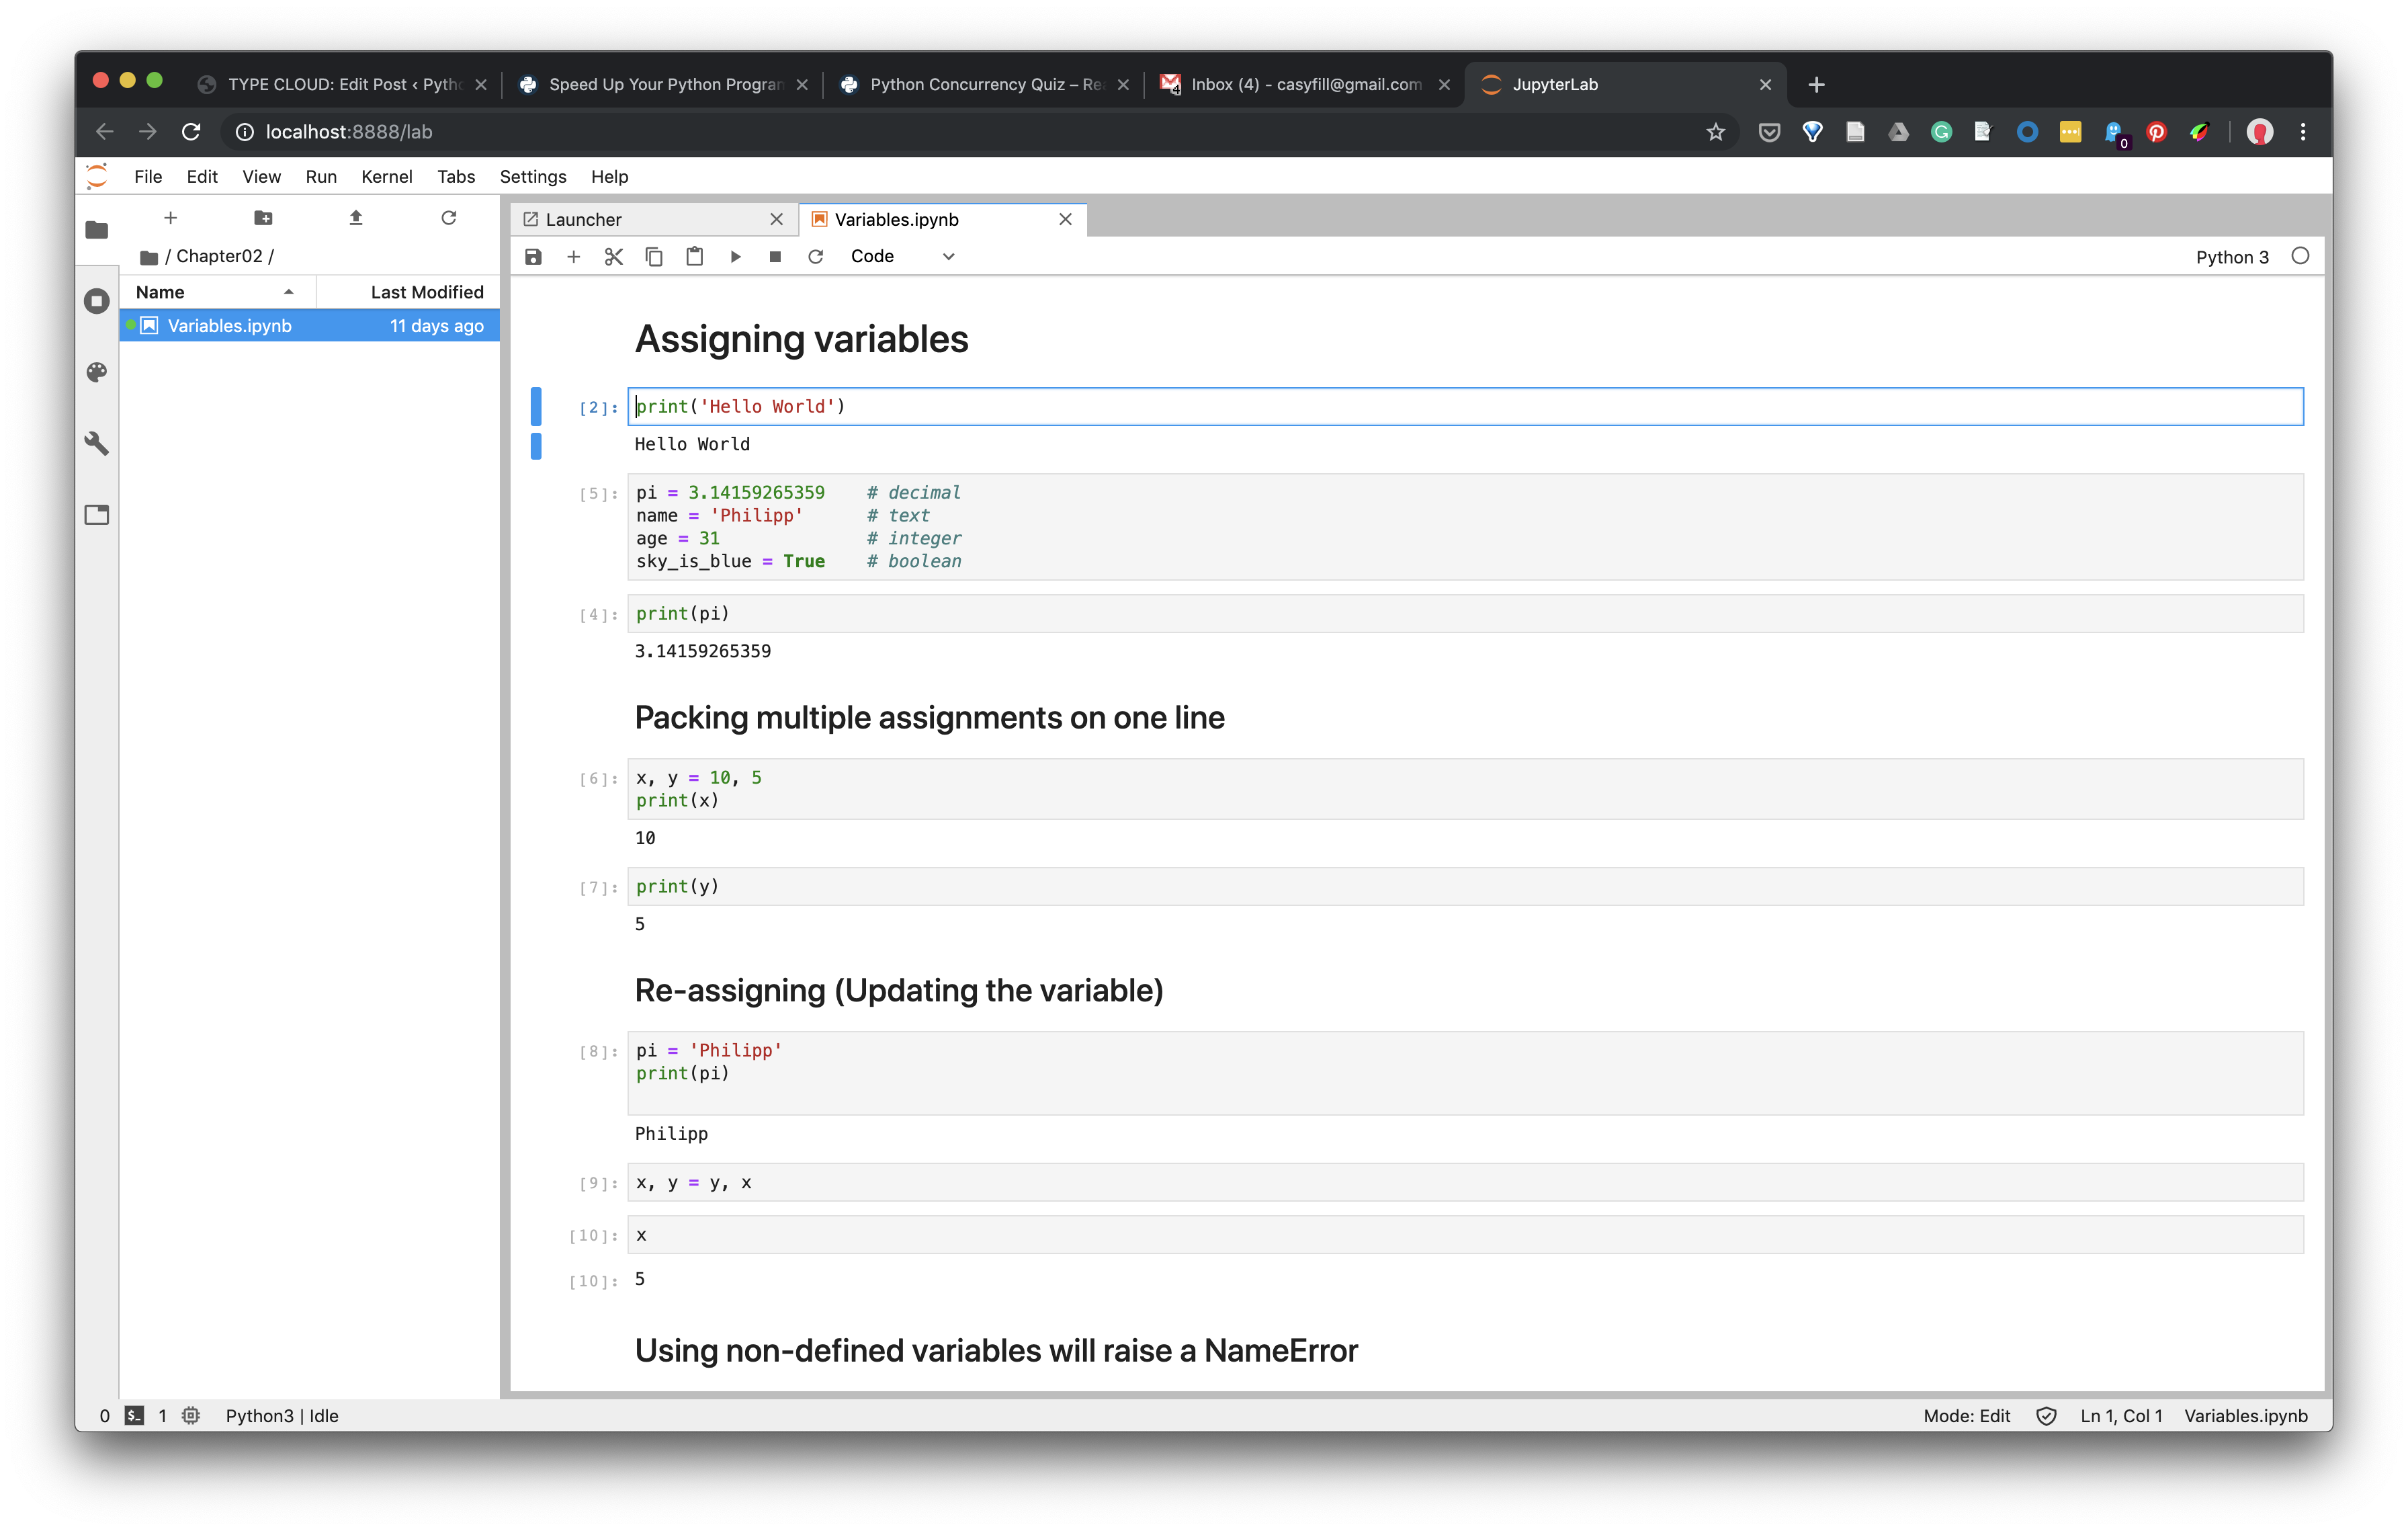 TYPE CLOUD: Edit Post ‹ Pytho
Speed Up Your Python Program
Python Concurrency Quiz – Rea
Inbox (4) - casyfill@gmail.com
JupyterLab
localhost:8888/lab
0
File Edit View Run Kernel Tabs Settings Help
/ Chapter02 /
Name Last Modified
Variables.ipynb 11 days ago
Launcher
Variables.ipynb
Code
Python 3
Assigning variables
[2]: print('Hello World')
Hello World
[5]: pi = 3.14159265359    # decimal
name = 'Philipp'      # text
age = 31              # integer
sky_is_blue = True    # boolean
[4]: print(pi)
3.14159265359
Packing multiple assignments on one line
[6]: x, y = 10, 5
print(x)
10
[7]: print(y)
5
Re-assigning (Updating the variable)
[8]: pi = 'Philipp'
print(pi)
Philipp
[9]: x, y = y, x
[10]: x
[10]: 5
Using non-defined variables will raise a NameError
0 $_ 1 Python3 | Idle
Mode: Edit Ln 1, Col 1 Variables.ipynb